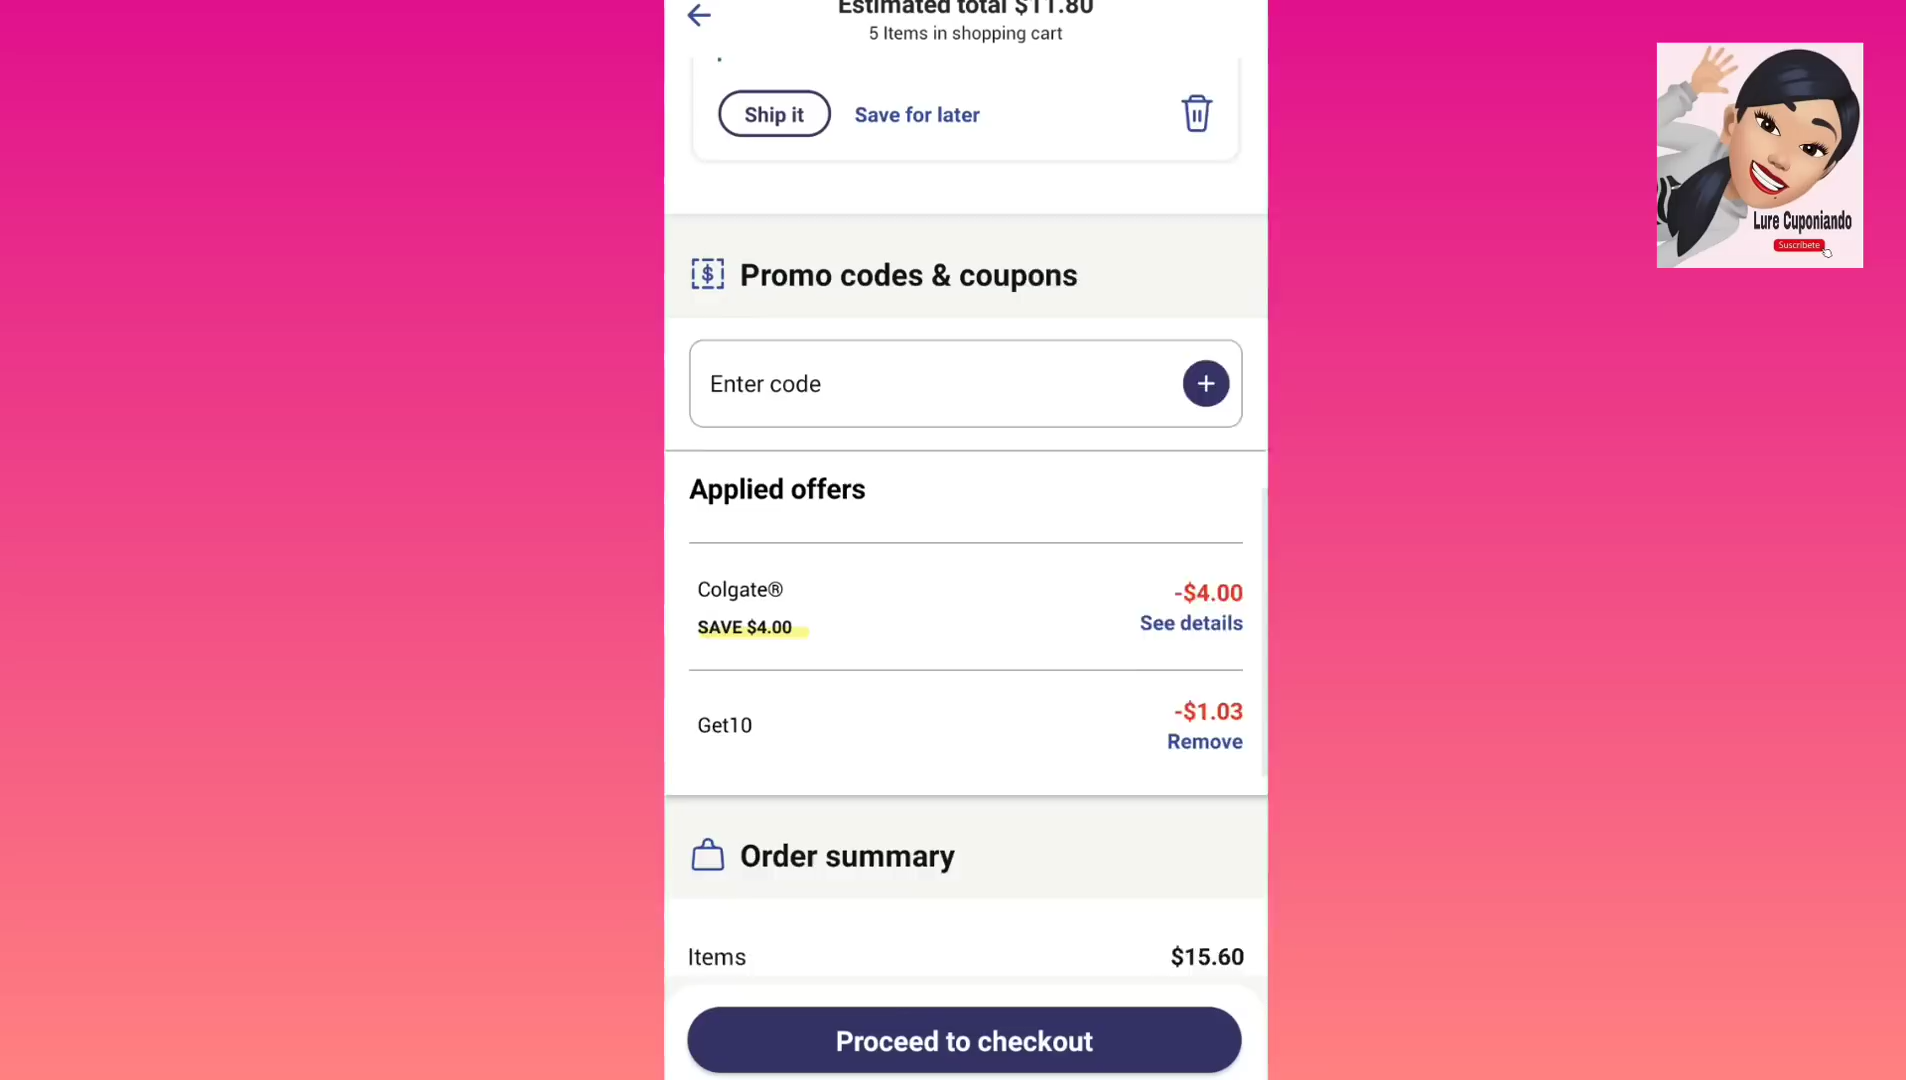 Estimated total $11.80
5 Items in shopping cart
Ship it
Save for later
Promo codes & coupons
Enter code
Applied offers
Colgate®
-$4.00
SAVE $4.00
See details
Get10
-$1.03
Remove
Order summary
Items
$15.60
Proceed to checkout
Lure Cuponiando
Suscríbete